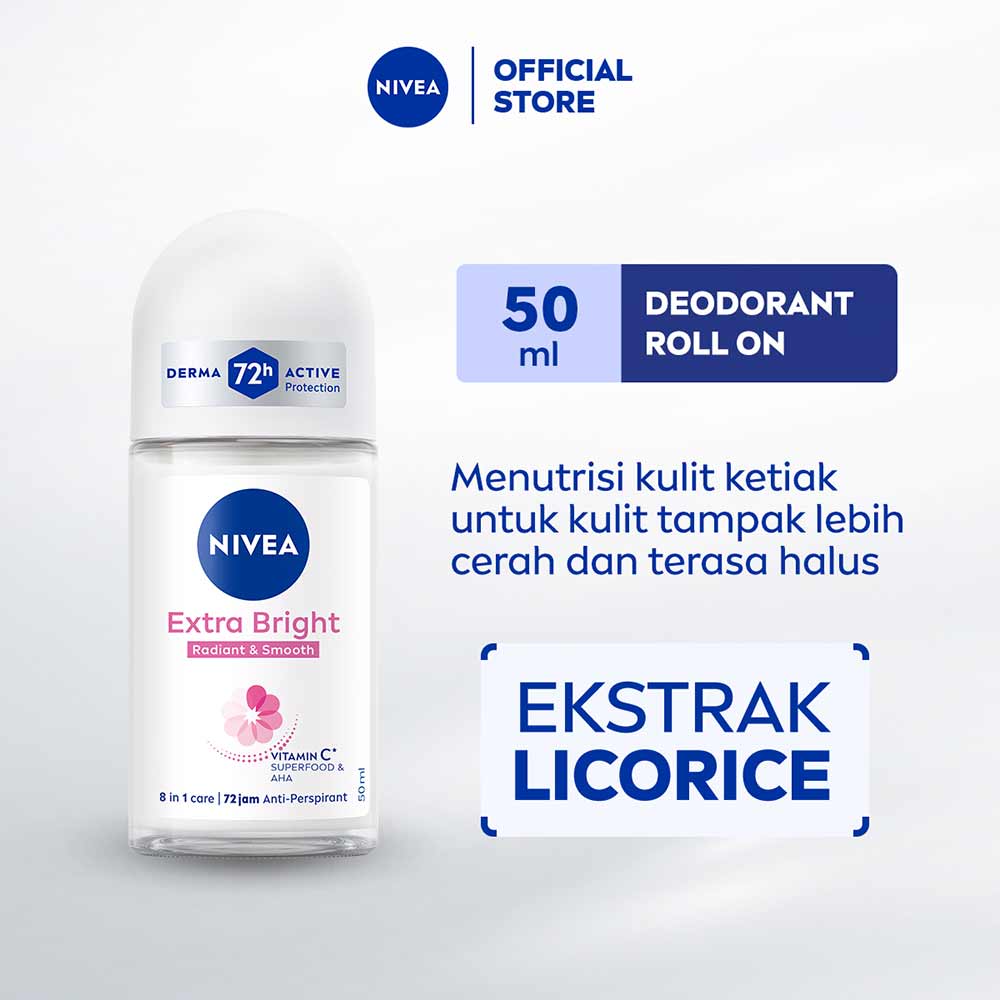 NIVEA
OFFICIAL
STORE
50
ml
DEODORANT
ROLL ON
DERMA 72h ACTIVE
Protection
NIVEA
Extra Bright
Radiant & Smooth
VITAMIN C*
SUPERFOOD &
AHA
8 in 1 care | 72 jam Anti-Perspirant
50 ml
Menutrisi kulit ketiak
untuk kulit tampak lebih
cerah dan terasa halus
EKSTRAK
LICORICE